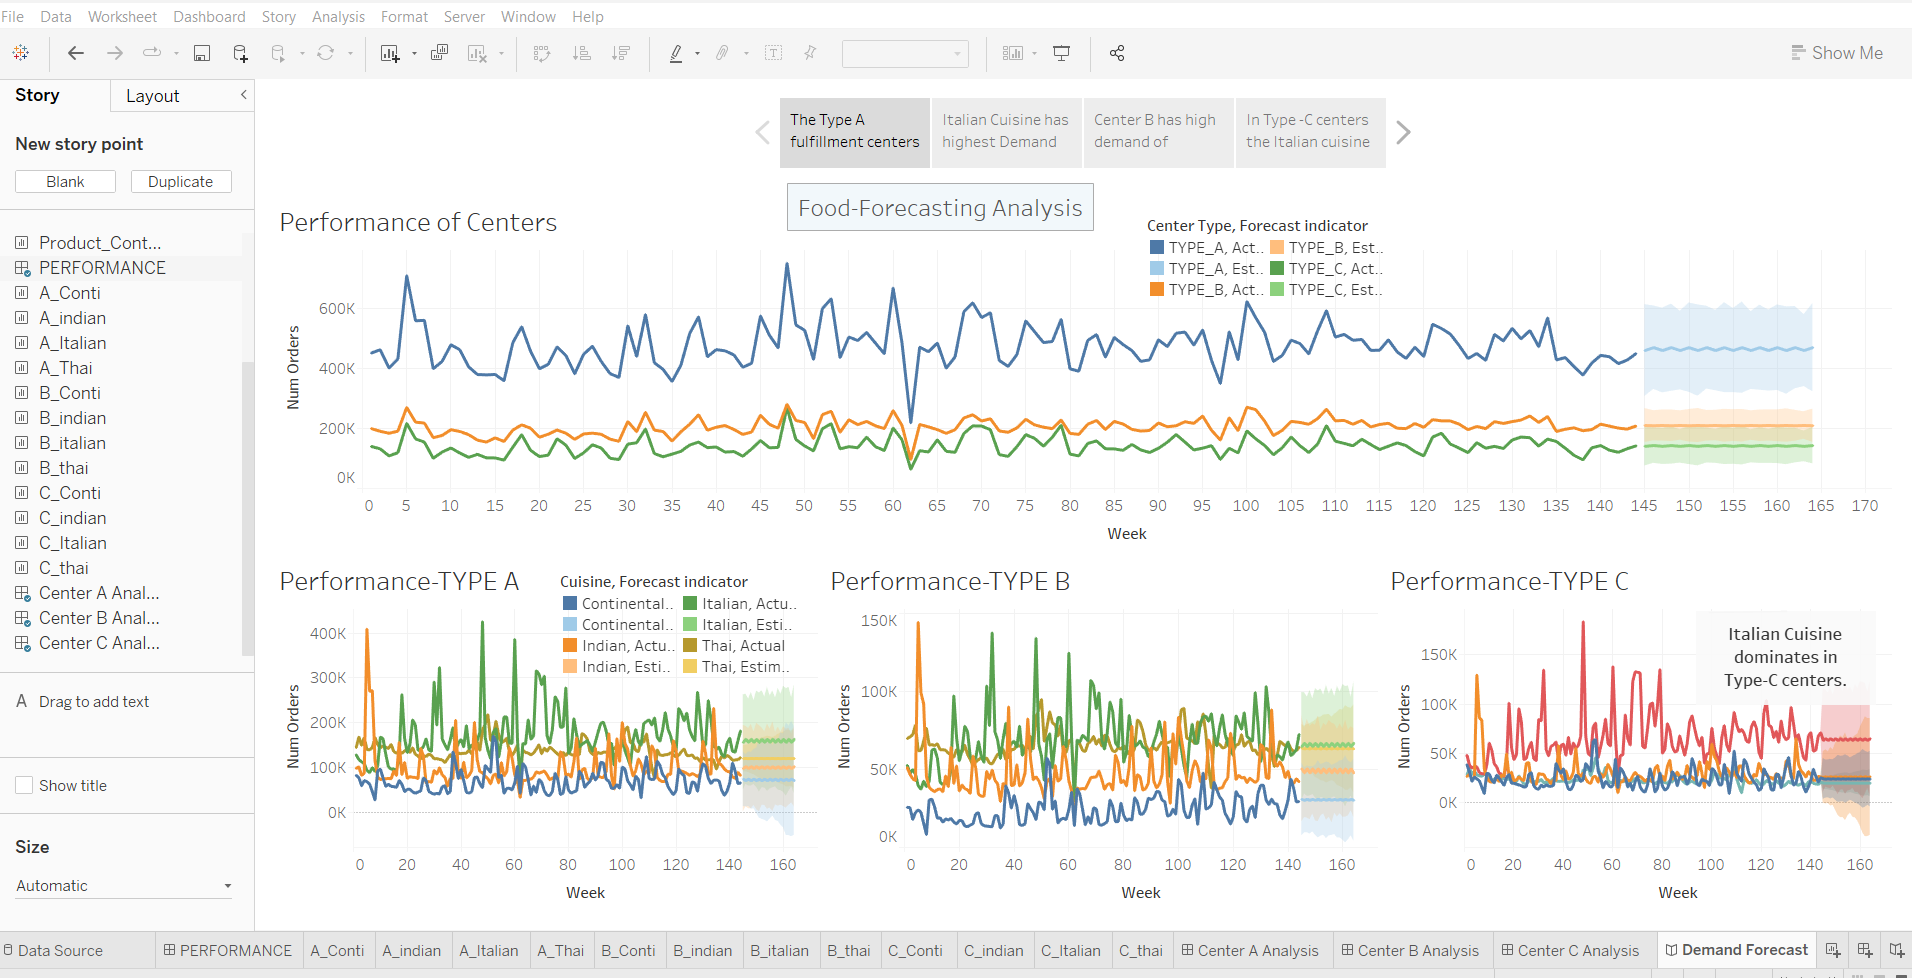 File Data Worksheet Dashboard Story Analysis Format Server Window Help
Show Me
Story
Layout
New story point
Blank
Duplicate
Product_Cont...
PERFORMANCE
A_Conti
A_indian
A_Italian
A_Thai
B_Conti
B_indian
B_italian
B_thai
C_Conti
C_indian
C_Italian
C_thai
Center A Anal...
Center B Anal...
Center C Anal...
A Drag to add text
Show title
Size
Automatic
The Type A
fulfillment centers
Italian Cuisine has
highest Demand
Center B has high
demand of
In Type -C centers
the Italian cuisine
Food-Forecasting Analysis
Performance of Centers
Center Type, Forecast indicator
TYPE_A, Act.. TYPE_B, Est..
TYPE_A, Est.. TYPE_C, Act..
TYPE_B, Act.. TYPE_C, Est..
Num Orders
600K
400K
200K
0K
0 5 10 15 20 25 30 35 40 45 50 55 60 65 70 75 80 85 90 95 100 105 110 115 120 125 130 135 140 145 150 155 160 165 170
Week
Performance-TYPE A
Cuisine, Forecast indicator
Continental.. Italian, Actu..
Continental.. Italian, Esti..
Indian, Actu.. Thai, Actual
Indian, Esti.. Thai, Estim..
Num Orders
400K
300K
200K
100K
0K
0 20 40 60 80 100 120 140 160
Week
Performance-TYPE B
Num Orders
150K
100K
50K
0K
0 20 40 60 80 100 120 140 160
Week
Performance-TYPE C
Italian Cuisine
dominates in
Type-C centers.
Num Orders
150K
100K
50K
0K
0 20 40 60 80 100 120 140 160
Week
Data Source PERFORMANCE A_Conti A_indian A_Italian A_Thai B_Conti B_indian B_italian B_thai C_Conti C_indian C_Italian C_thai Center A Analysis Center B Analysis Center C Analysis Demand Forecast